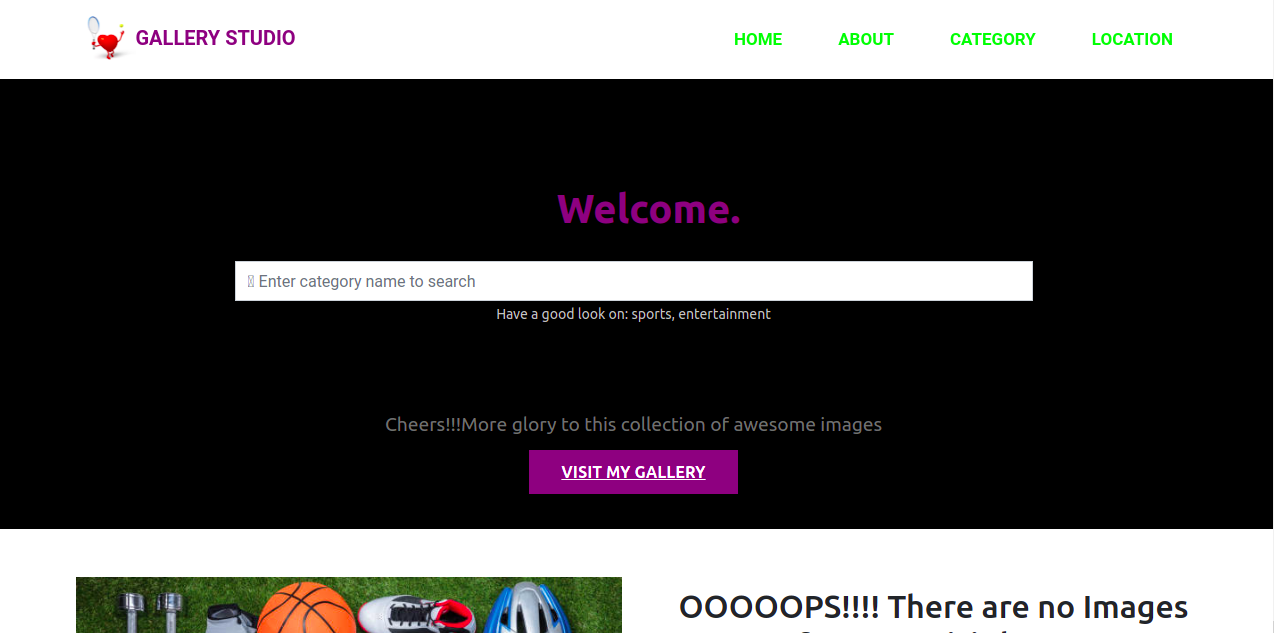 GALLERY STUDIO
HOME ABOUT CATEGORY LOCATION
Welcome.
Enter category name to search
Have a good look on: sports, entertainment
Cheers!!!More glory to this collection of awesome images
VISIT MY GALLERY
OOOOOPS!!!! There are no Images